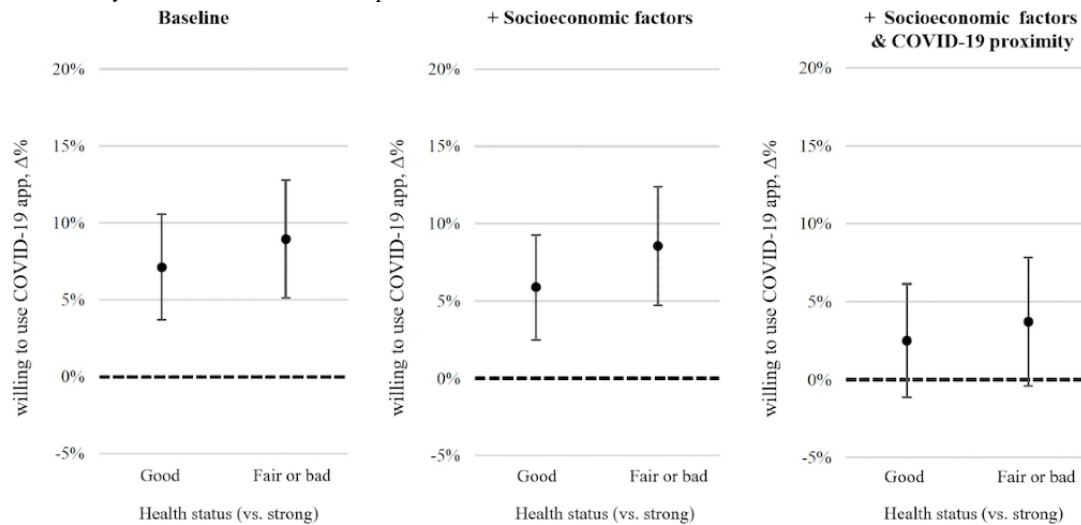 Baseline
+ Socioeconomic factors
+ Socioeconomic factors
& COVID-19 proximity
willing to use COVID-19 app, Δ%
20%
15%
10%
5%
0%
-5%
Good
Fair or bad
Health status (vs. strong)
willing to use COVID-19 app, Δ%
20%
15%
10%
5%
0%
-5%
Good
Fair or bad
Health status (vs. strong)
willing to use COVID-19 app, Δ%
20%
15%
10%
5%
0%
-5%
Good
Fair or bad
Health status (vs. strong)